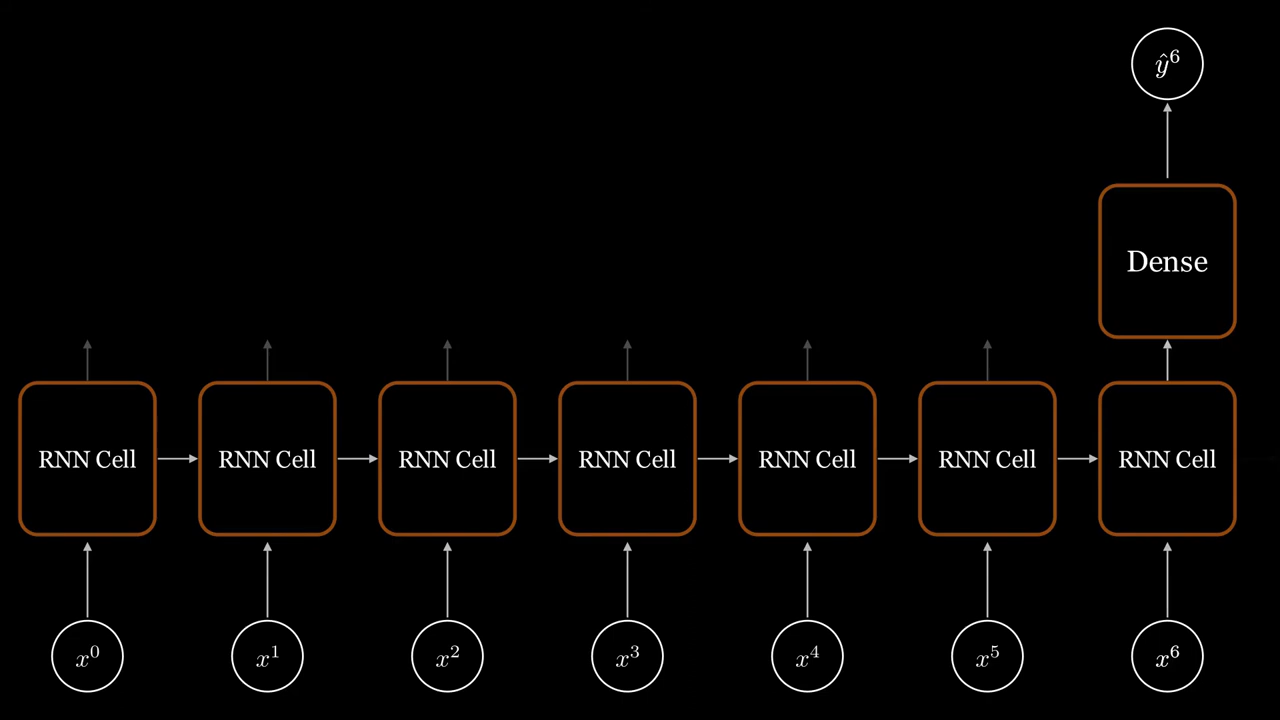 ŷ⁶
Dense
RNN Cell RNN Cell RNN Cell RNN Cell RNN Cell RNN Cell RNN Cell
x⁰ x¹ x² x³ x⁴ x⁵ x⁶